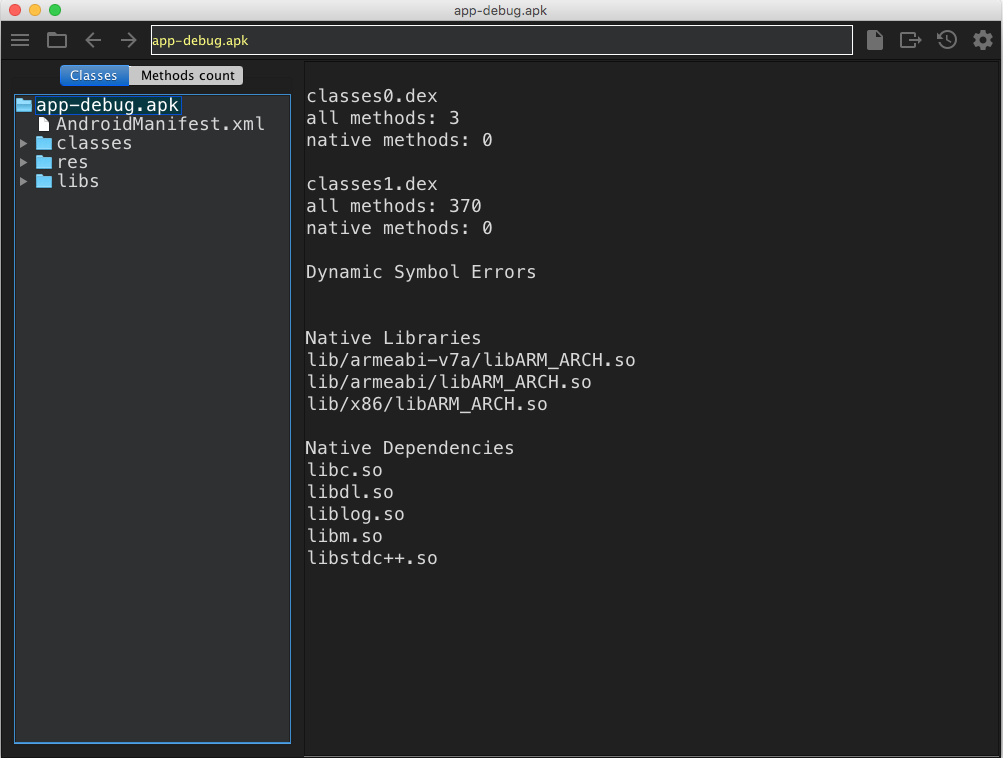 app-debug.apk
app-debug.apk
Classes
Methods count
app-debug.apk
AndroidManifest.xml
classes
res
libs
classes0.dex
all methods: 3
native methods: 0
classes1.dex
all methods: 370
native methods: 0
Dynamic Symbol Errors
Native Libraries
lib/armeabi-v7a/libARM_ARCH.so
lib/armeabi/libARM_ARCH.so
lib/x86/libARM_ARCH.so
Native Dependencies
libc.so
libdl.so
liblog.so
libm.so
libstdc++.so